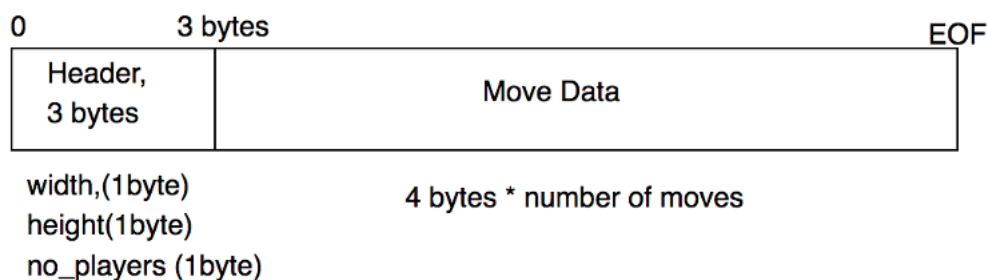 0
3 bytes
EOF
Header,
3 bytes
Move Data
width,(1byte)
height(1byte)
no_players (1byte)
4 bytes * number of moves